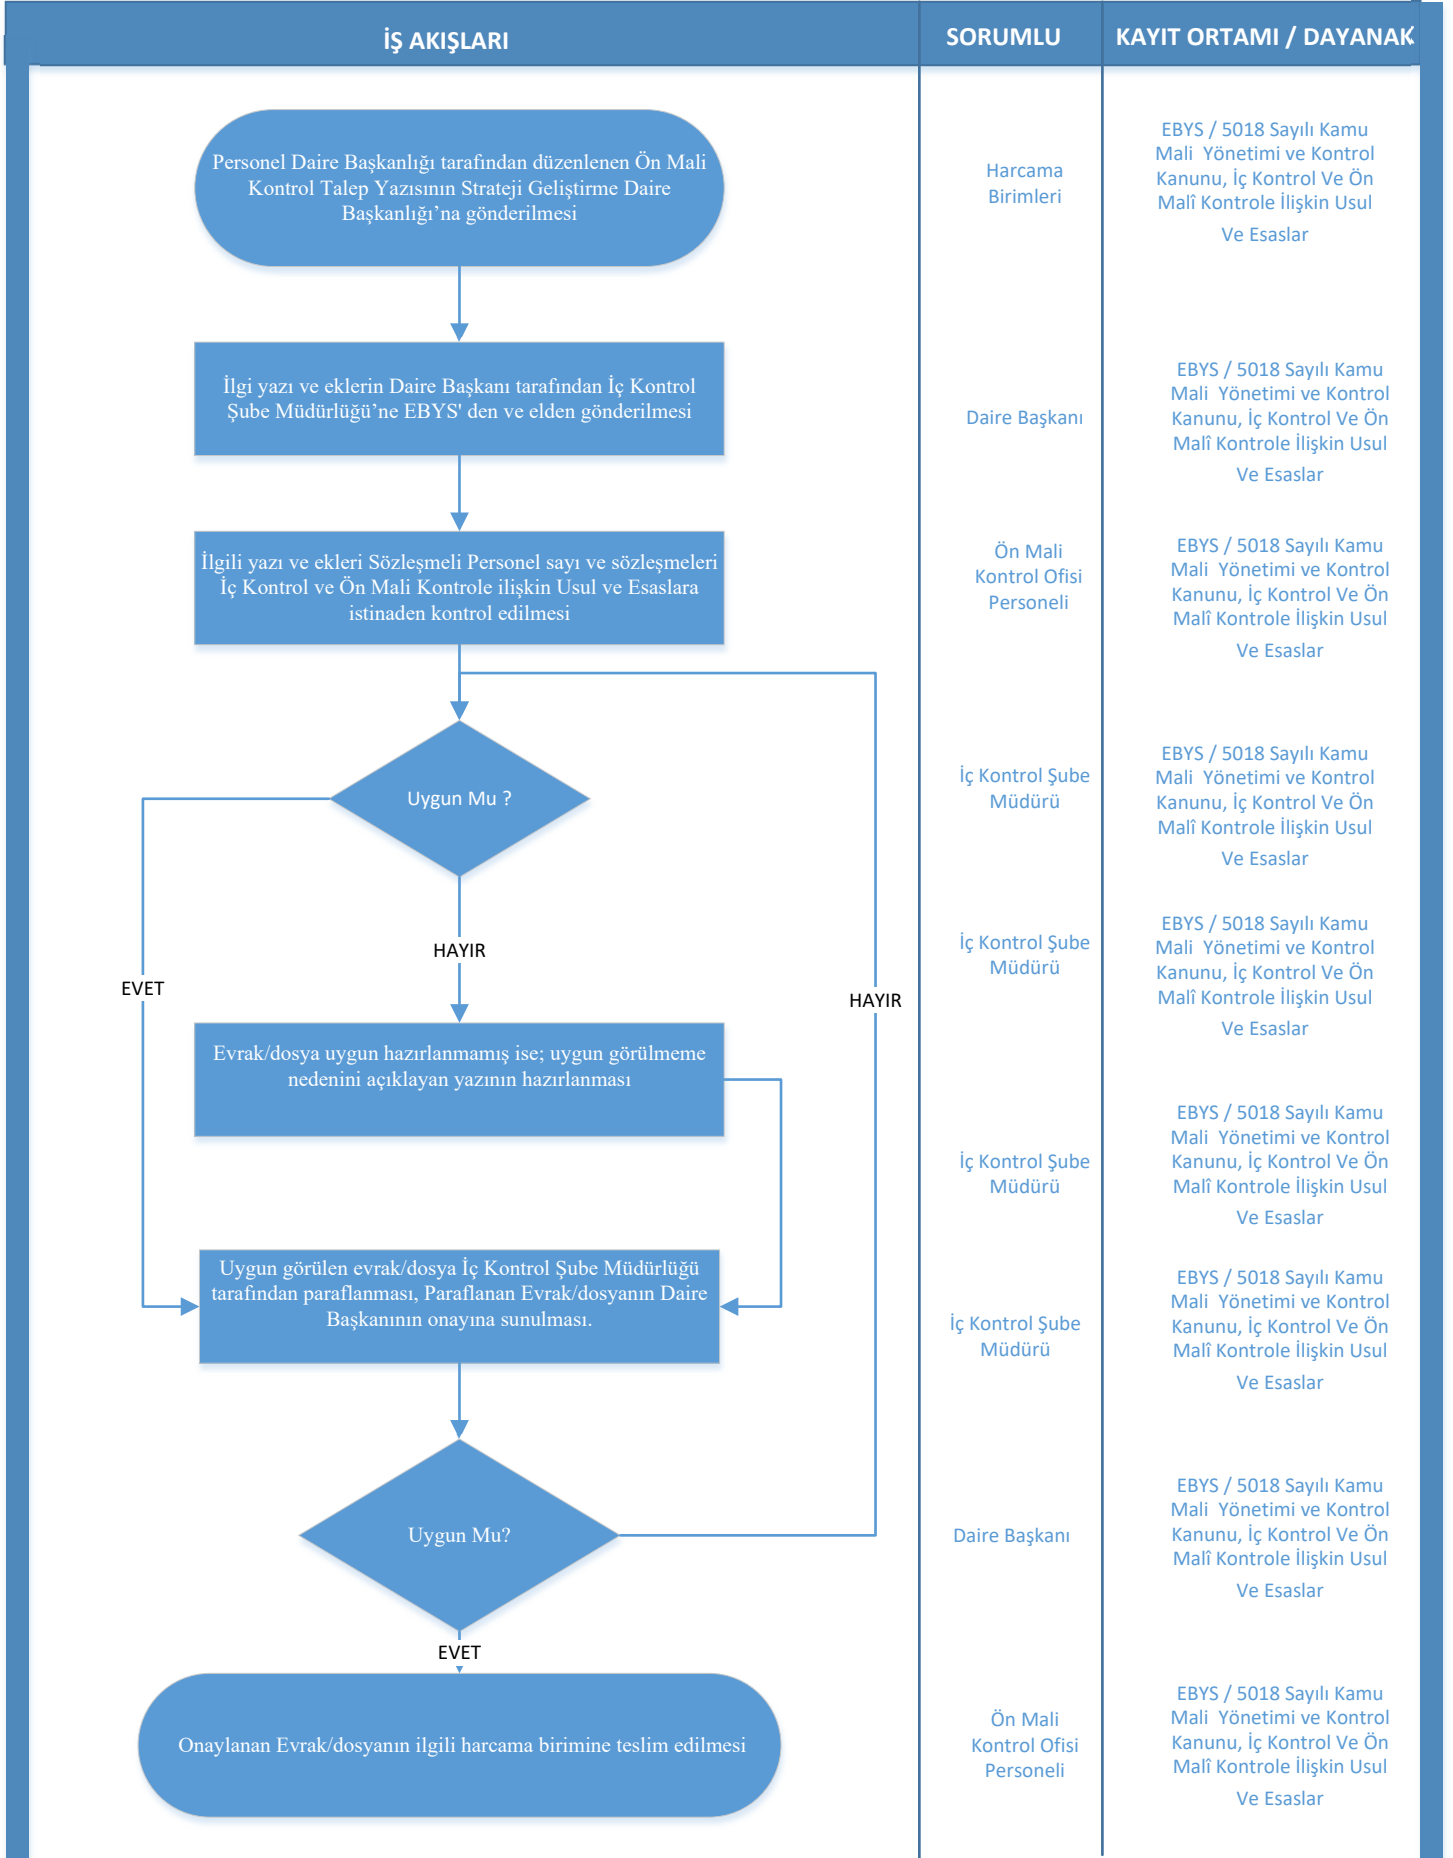 İŞ AKIŞLARI
SORUMLU
KAYIT ORTAMI / DAYANAK
Personel Daire Başkanlığı tarafından düzenlenen Ön Mali
Kontrol Talep Yazısının Strateji Geliştirme Daire
Başkanlığı’na gönderilmesi
Harcama
Birimleri
EBYS / 5018 Sayılı Kamu
Mali Yönetimi ve Kontrol
Kanunu, İç Kontrol Ve Ön
Malî Kontrole İlişkin Usul
Ve Esaslar
İlgi yazı ve eklerin Daire Başkanı tarafından İç Kontrol
Şube Müdürlüğü’ne EBYS' den ve elden gönderilmesi
Daire Başkanı
EBYS / 5018 Sayılı Kamu
Mali Yönetimi ve Kontrol
Kanunu, İç Kontrol Ve Ön
Malî Kontrole İlişkin Usul
Ve Esaslar
İlgili yazı ve ekleri Sözleşmeli Personel sayı ve sözleşmeleri
İç Kontrol ve Ön Mali Kontrole ilişkin Usul ve Esaslara
istinaden kontrol edilmesi
Ön Mali
Kontrol Ofisi
Personeli
EBYS / 5018 Sayılı Kamu
Mali Yönetimi ve Kontrol
Kanunu, İç Kontrol Ve Ön
Malî Kontrole İlişkin Usul
Ve Esaslar
Uygun Mu ?
İç Kontrol Şube
Müdürü
EBYS / 5018 Sayılı Kamu
Mali Yönetimi ve Kontrol
Kanunu, İç Kontrol Ve Ön
Malî Kontrole İlişkin Usul
Ve Esaslar
HAYIR
EVET
HAYIR
İç Kontrol Şube
Müdürü
EBYS / 5018 Sayılı Kamu
Mali Yönetimi ve Kontrol
Kanunu, İç Kontrol Ve Ön
Malî Kontrole İlişkin Usul
Ve Esaslar
Evrak/dosya uygun hazırlanmamış ise; uygun görülmeme
nedenini açıklayan yazının hazırlanması
İç Kontrol Şube
Müdürü
EBYS / 5018 Sayılı Kamu
Mali Yönetimi ve Kontrol
Kanunu, İç Kontrol Ve Ön
Malî Kontrole İlişkin Usul
Ve Esaslar
Uygun görülen evrak/dosya İç Kontrol Şube Müdürlüğü
tarafından paraflanması, Paraflanan Evrak/dosyanın Daire
Başkanının onayına sunulması.
İç Kontrol Şube
Müdürü
EBYS / 5018 Sayılı Kamu
Mali Yönetimi ve Kontrol
Kanunu, İç Kontrol Ve Ön
Malî Kontrole İlişkin Usul
Ve Esaslar
Uygun Mu?
Daire Başkanı
EBYS / 5018 Sayılı Kamu
Mali Yönetimi ve Kontrol
Kanunu, İç Kontrol Ve Ön
Malî Kontrole İlişkin Usul
Ve Esaslar
EVET
Onaylanan Evrak/dosyanın ilgili harcama birimine teslim edilmesi
Ön Mali
Kontrol Ofisi
Personeli
EBYS / 5018 Sayılı Kamu
Mali Yönetimi ve Kontrol
Kanunu, İç Kontrol Ve Ön
Malî Kontrole İlişkin Usul
Ve Esaslar